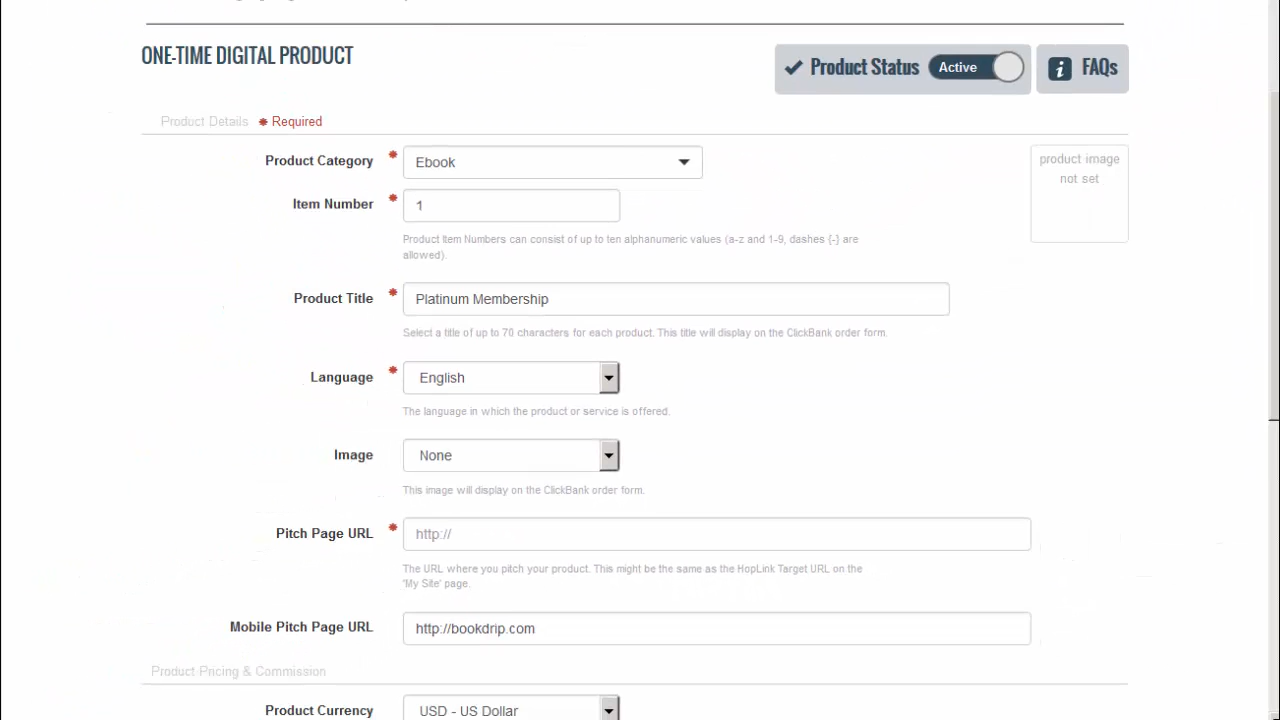 ONE-TIME DIGITAL PRODUCT
Product Status Active
FAQs
Product Details * Required
Product Category * Ebook
product image
not set
Item Number * 1
Product Item Numbers can consist of up to ten alphanumeric values (a-z and 1-9, dashes {-} are
allowed).
Product Title * Platinum Membership
Select a title of up to 70 characters for each product. This title will display on the ClickBank order form.
Language * English
The language in which the product or service is offered.
Image None
This image will display on the ClickBank order form.
Pitch Page URL * http://
The URL where you pitch your product. This might be the same as the HopLink Target URL on the
'My Site' page.
Mobile Pitch Page URL http://bookdrip.com
Product Pricing & Commission
Product Currency USD - US Dollar